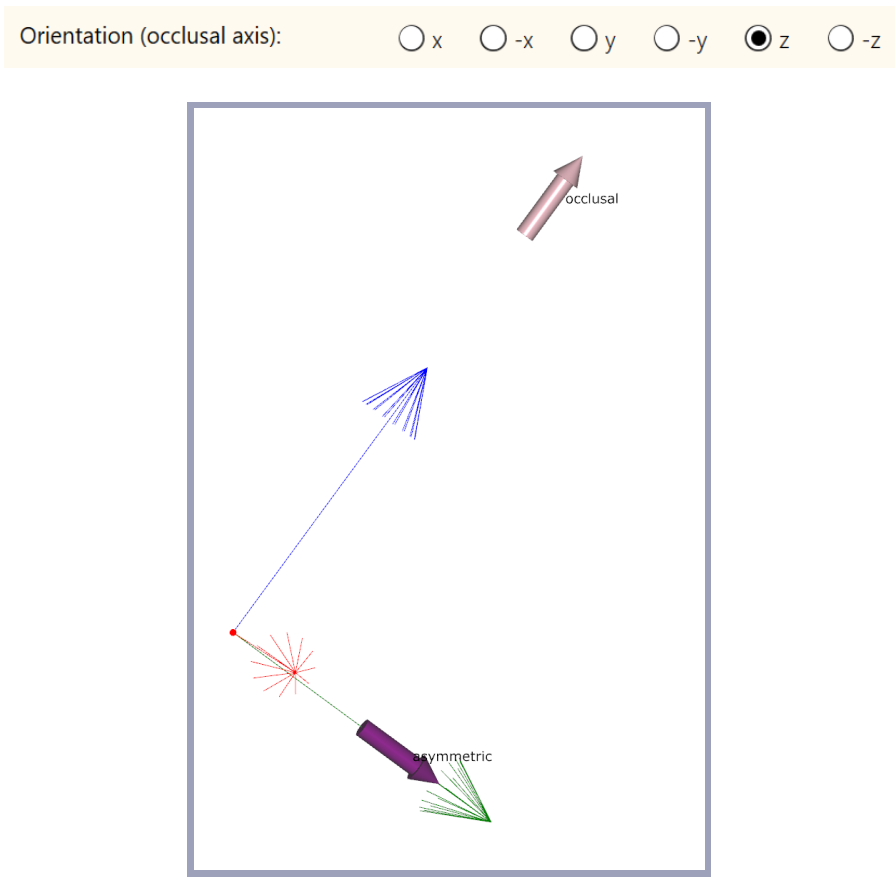 Orientation (occlusal axis): x -x y -y z -z
occlusal
asymmetric